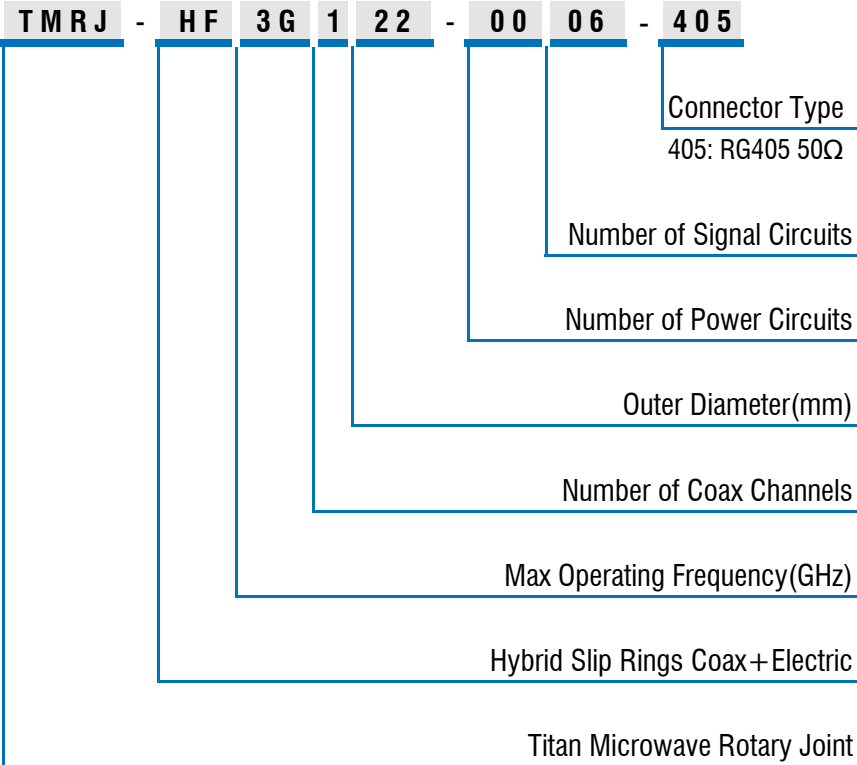 TMRJ - HF 3G 1 22 - 00 06 - 405
Connector Type
405: RG405 50Ω
Number of Signal Circuits
Number of Power Circuits
Outer Diameter(mm)
Number of Coax Channels
Max Operating Frequency(GHz)
Hybrid Slip Rings Coax+Electric
Titan Microwave Rotary Joint